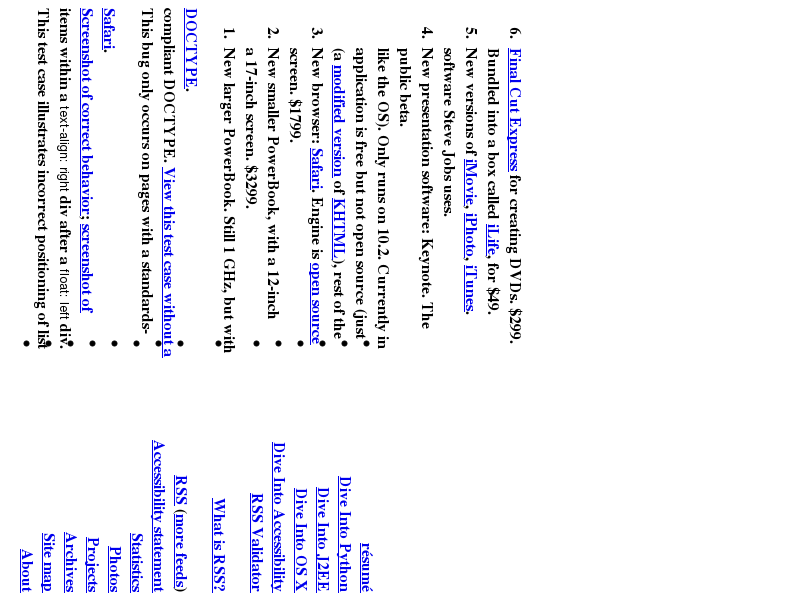 This test case illustrates incorrect positioning of list
items within a text-align: right div after a float: left div.
Screenshot of correct behavior; screenshot of
Safari.
This bug only occurs on pages with a standards-
compliant DOCTYPE. View this test case without a
DOCTYPE.
1. New larger PowerBook. Still 1 GHz, but with
a 17-inch screen. $3299.
2. New smaller PowerBook, with a 12-inch
screen. $1799.
3. New browser: Safari. Engine is open source
(a modified version of KHTML), rest of the
application is free but not open source (just
like the OS). Only runs on 10.2. Currently in
public beta.
4. New presentation software: Keynote. The
software Steve Jobs uses.
5. New versions of iMovie, iPhoto, iTunes.
Bundled into a box called iLife, for $49.
6. Final Cut Express for creating DVDs. $299.
• About
• Site map
• Archives
• Projects
• Photos
• Statistics
• Accessibility statement
• RSS (more feeds)
• What is RSS?
• RSS Validator
• Dive Into Accessibility
• Dive Into OS X
• Dive Into J2EE
• Dive Into Python
• résumé